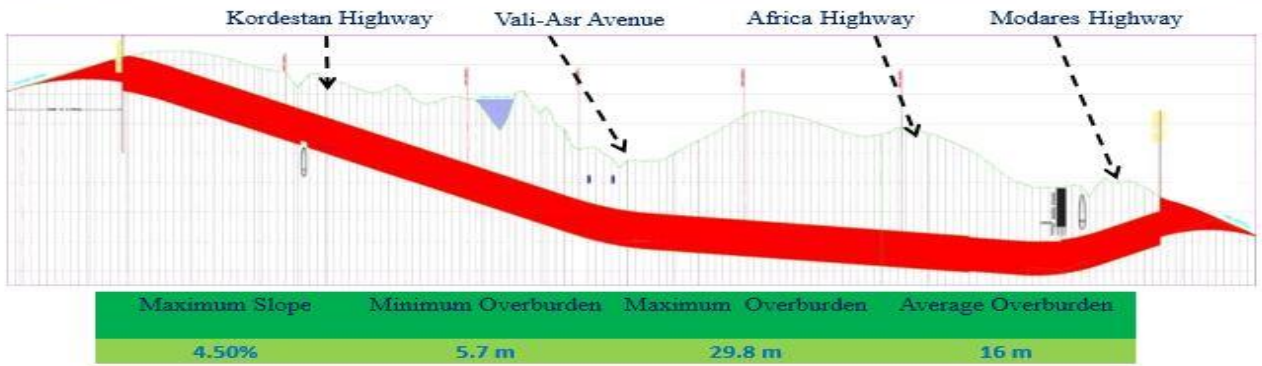 Kordestan Highway Vali-Asr Avenue Africa Highway Modares Highway
Maximum Slope Minimum Overburden Maximum Overburden Average Overburden
4.50% 5.7 m 29.8 m 16 m